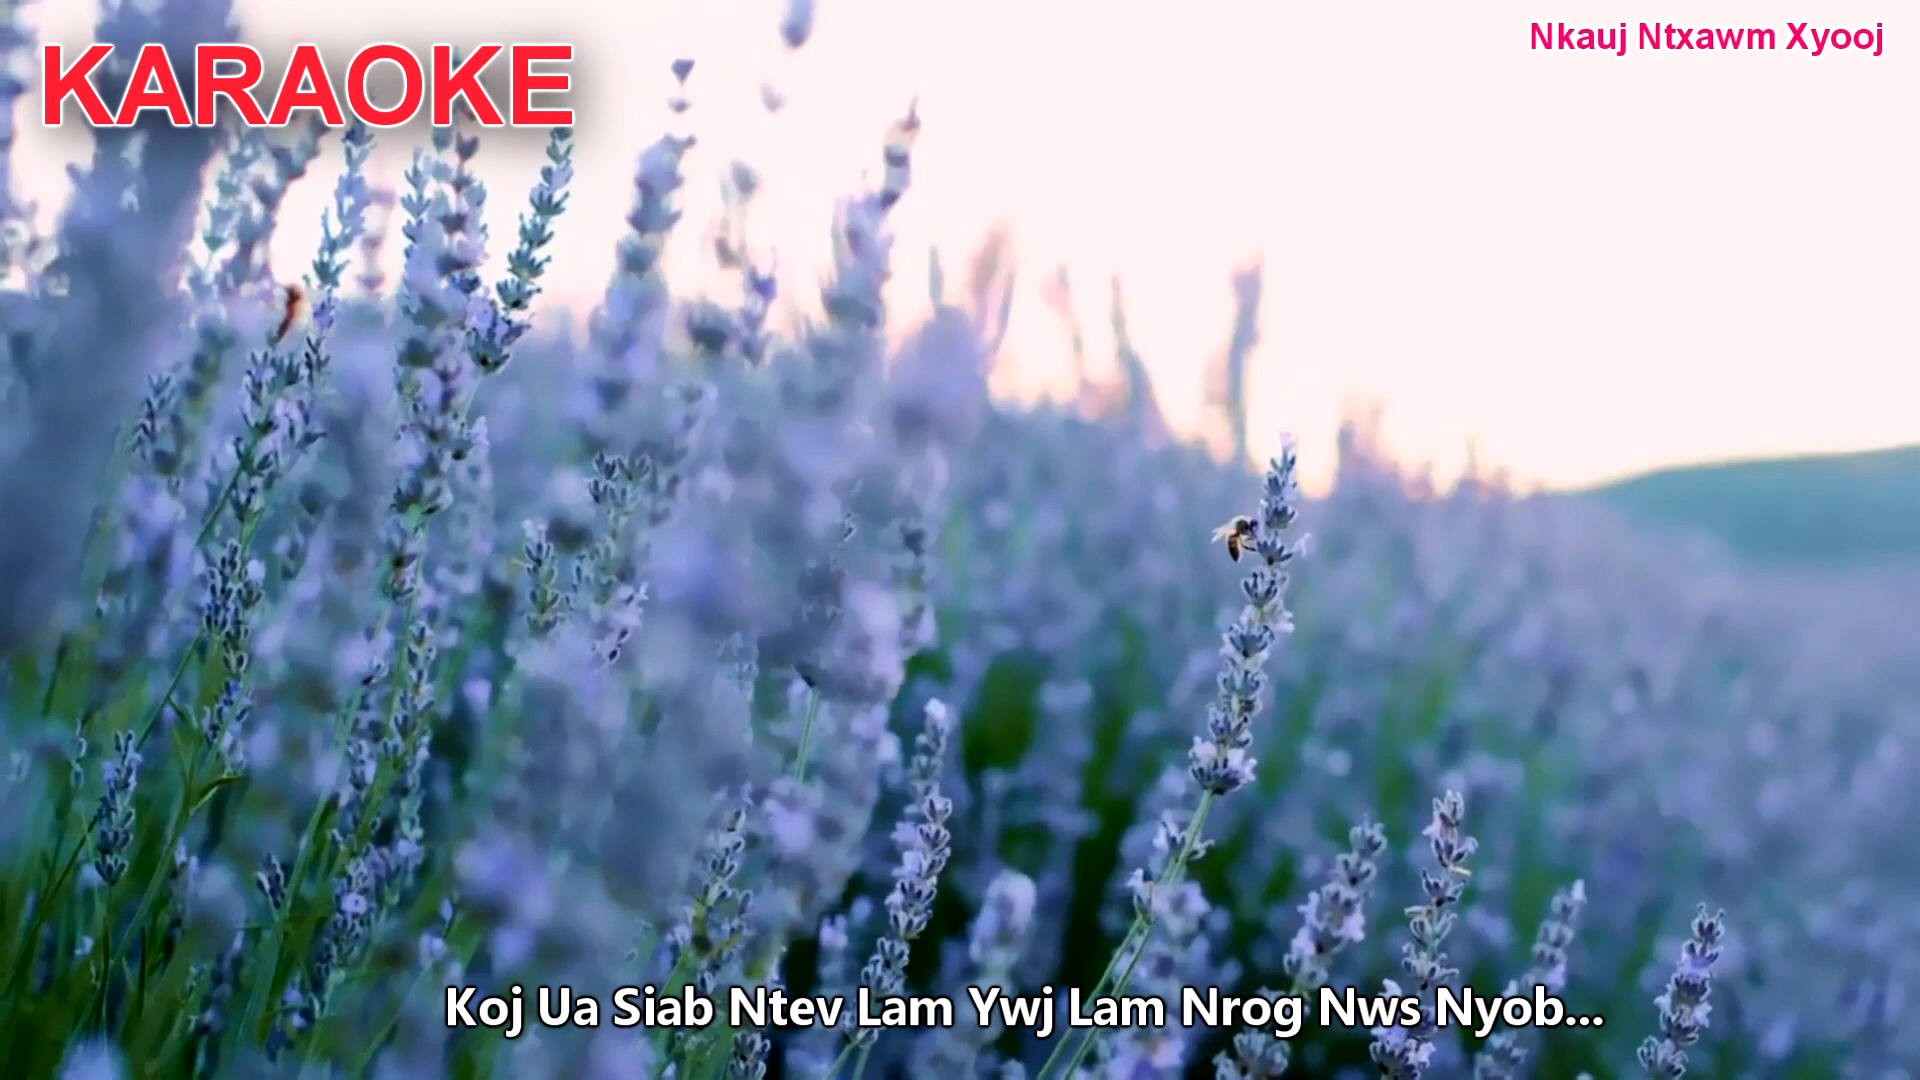 KARAOKE
Nkauj Ntxawm Xyooj
Koj Ua Siab Ntev Lam Ywj Lam Nrog Nws Nyob...